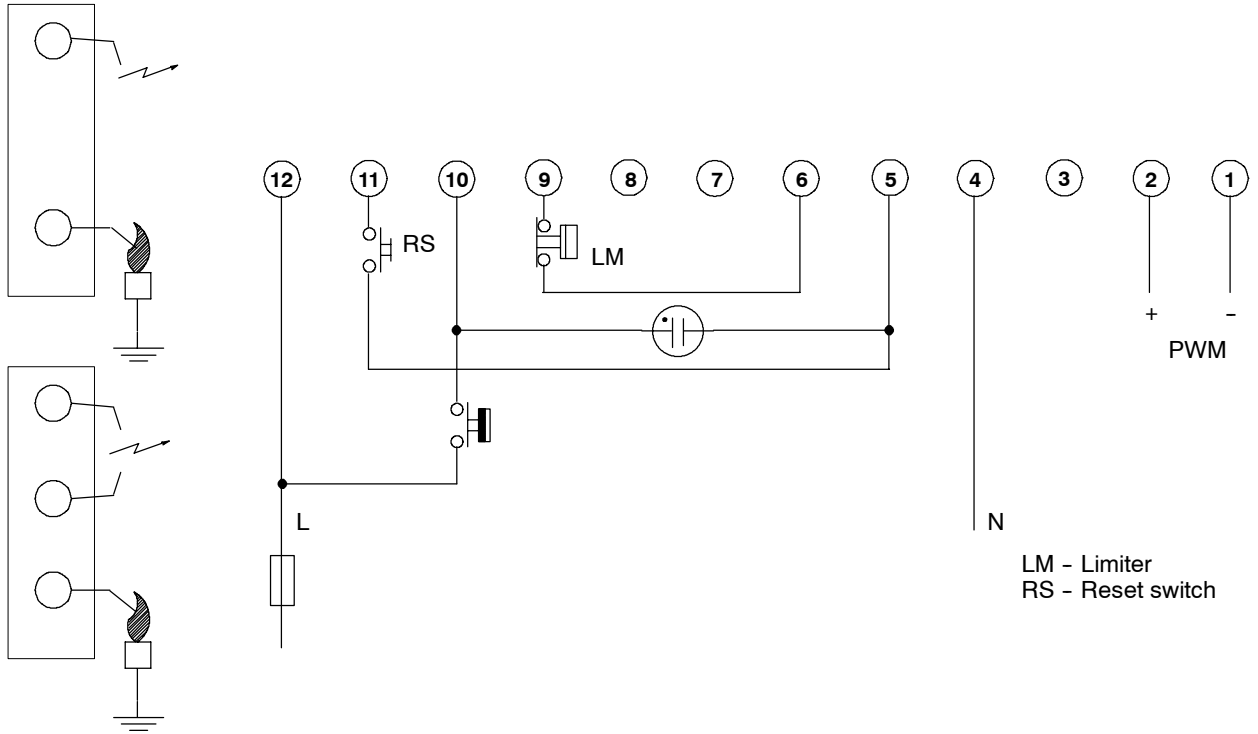 12 11 10 9 8 7 6 5 4 3 2 1
RS
LM
+ -
PWM
L
N
LM - Limiter
RS - Reset switch